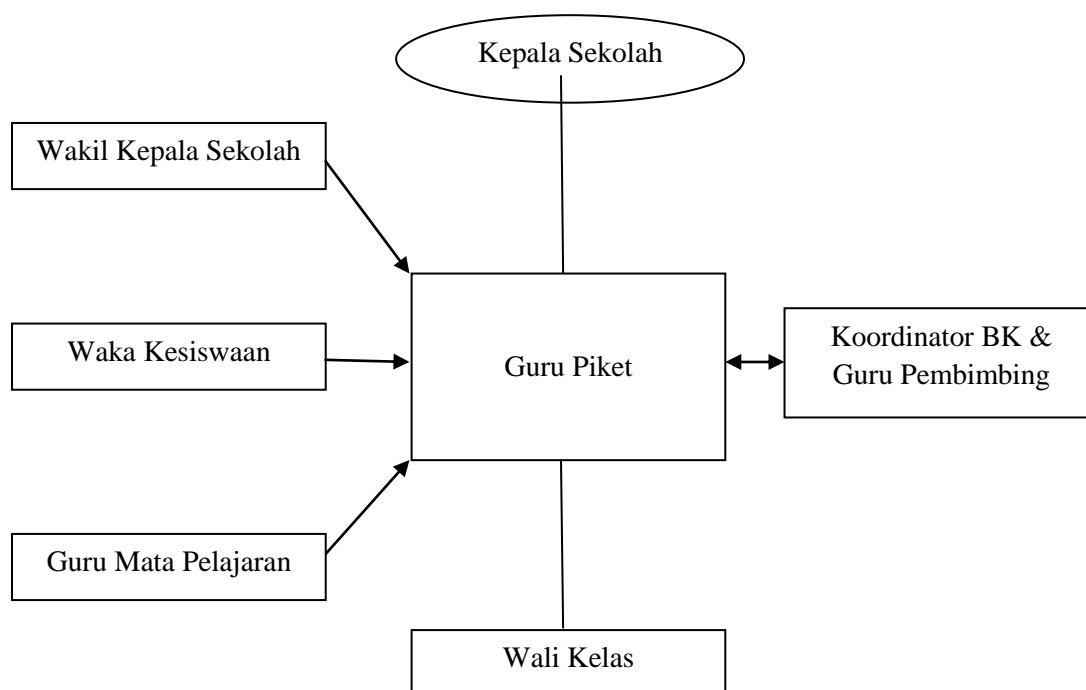 Kepala Sekolah
Wakil Kepala Sekolah
Waka Kesiswaan
Guru Piket
Koordinator BK &
Guru Pembimbing
Guru Mata Pelajaran
Wali Kelas